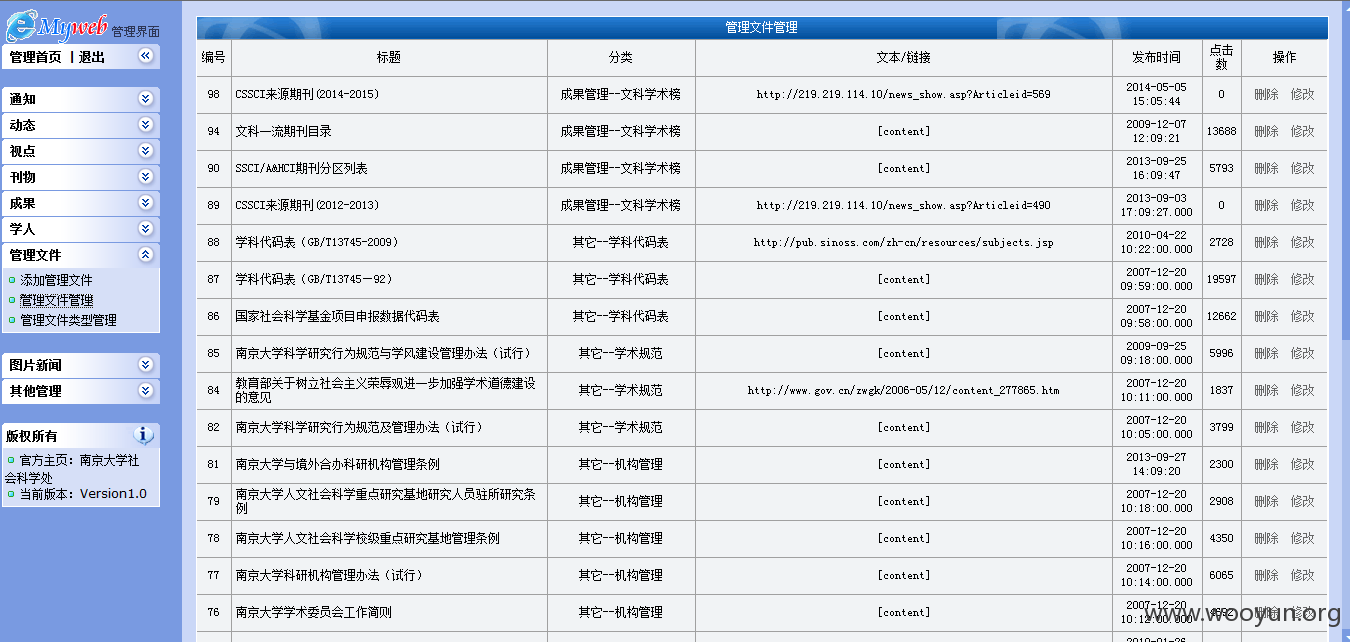 Myweb 管理界面
管理首页 | 退出
通知
动态
视点
刊物
成果
学人
管理文件
添加管理文件
管理文件管理
管理文件类型管理
图片新闻
其他管理
版权所有
官方主页：南京大学社
会科学处
当前版本：Version1.0
管理文件管理
编号 标题 分类 文本/链接 发布时间 点击数 操作
98 CSSCI来源期刊(2014-2015) 成果管理--文科学术榜 http://219.219.114.10/news_show.asp?Articleid=569 2014-05-05 15:05:44 0 删除 修改
94 文科一流期刊目录 成果管理--文科学术榜 [content] 2009-12-07 12:09:21 13688 删除 修改
90 SSCI/A&HCI期刊分区列表 成果管理--文科学术榜 [content] 2013-09-25 16:09:47 5793 删除 修改
89 CSSCI来源期刊(2012-2013) 成果管理--文科学术榜 http://219.219.114.10/news_show.asp?Articleid=490 2013-09-03 17:09:27.000 0 删除 修改
88 学科代码表（GB/T13745-2009） 其它--学科代码表 http://pub.sinoss.com/zh-cn/resources/subjects.jsp 2010-04-22 10:22:00.000 2728 删除 修改
87 学科代码表（GB/T13745－92） 其它--学科代码表 [content] 2007-12-20 09:59:00.000 19597 删除 修改
86 国家社会科学基金项目申报数据代码表 其它--学科代码表 [content] 2007-12-20 09:58:00.000 12662 删除 修改
85 南京大学科学研究行为规范与学风建设管理办法（试行） 其它--学术规范 [content] 2009-09-25 09:18:00.000 5996 删除 修改
84 教育部关于树立社会主义荣辱观进一步加强学术道德建设的意见 其它--学术规范 http://www.gov.cn/zwgk/2006-05/12/content_277865.htm 2007-12-20 10:11:00.000 1837 删除 修改
82 南京大学科学研究行为规范及管理办法（试行） 其它--学术规范 [content] 2007-12-20 10:05:00.000 3799 删除 修改
81 南京大学与境外合办科研机构管理条例 其它--机构管理 [content] 2013-09-27 14:09:20 2300 删除 修改
79 南京大学人文社会科学重点研究基地研究人员驻所研究条例 其它--机构管理 [content] 2007-12-20 10:18:00.000 2908 删除 修改
78 南京大学人文社会科学校级重点研究基地管理条例 其它--机构管理 [content] 2007-12-20 10:16:00.000 4350 删除 修改
77 南京大学科研机构管理办法（试行） 其它--机构管理 [content] 2007-12-20 10:14:00.000 6065 删除 修改
76 南京大学学术委员会工作简则 其它--机构管理 [content] 2007-12-20 10:12:00.000 删除 修改
www.wooyun.org